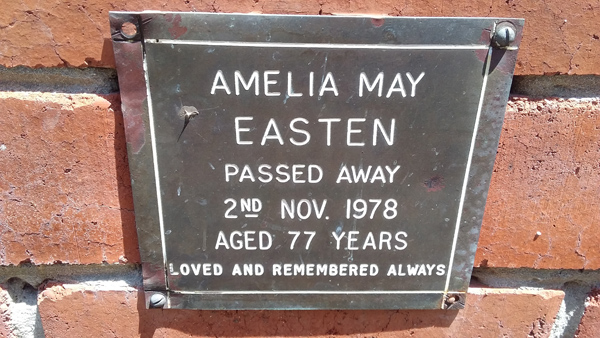 AMELIA MAY
EASTEN
PASSED AWAY
2ND NOV. 1978
AGED 77 YEARS
LOVED AND REMEMBERED ALWAYS